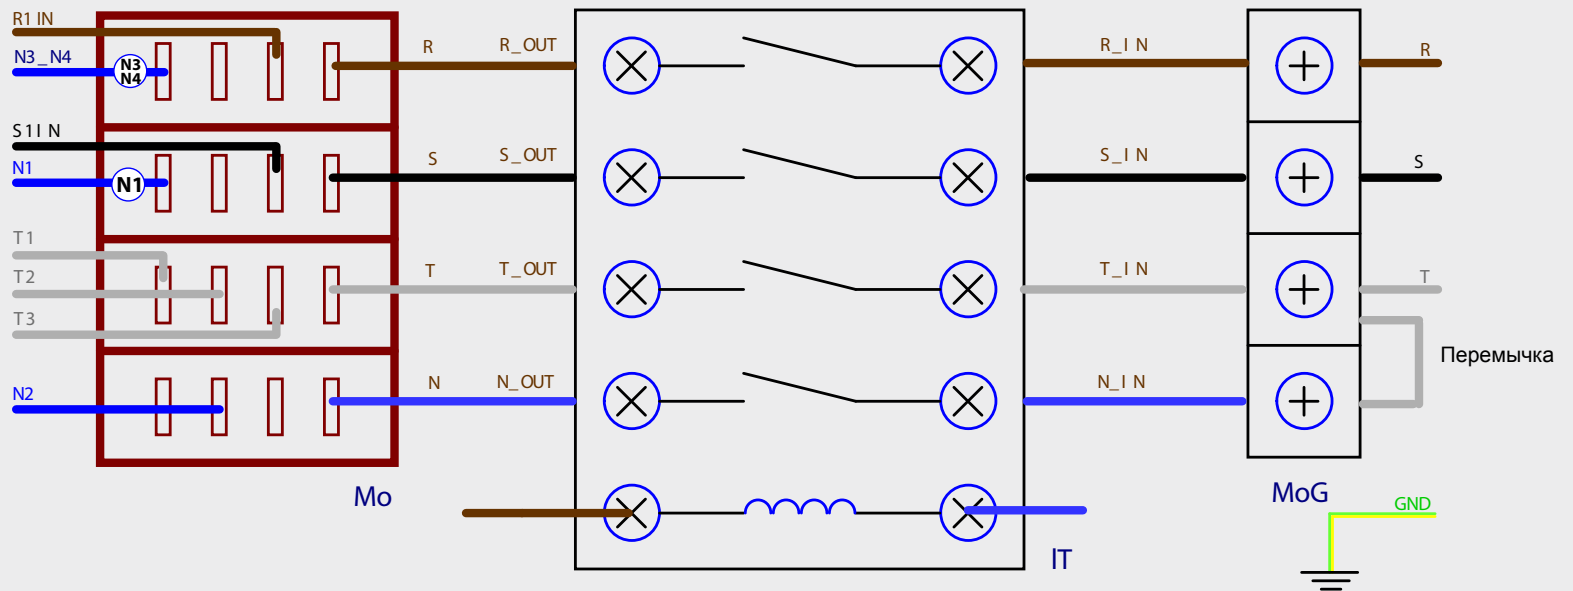 R1 IN
R
R_OUT
R_I N
R
N3_N4
N3
N4
S1I N
S
S_OUT
S_I N
S
N1
N1
T1
T
T_OUT
T_I N
T
T2
T3
Перемычка
N2
N
N_OUT
N_I N
Mo
MoG
GND
IT